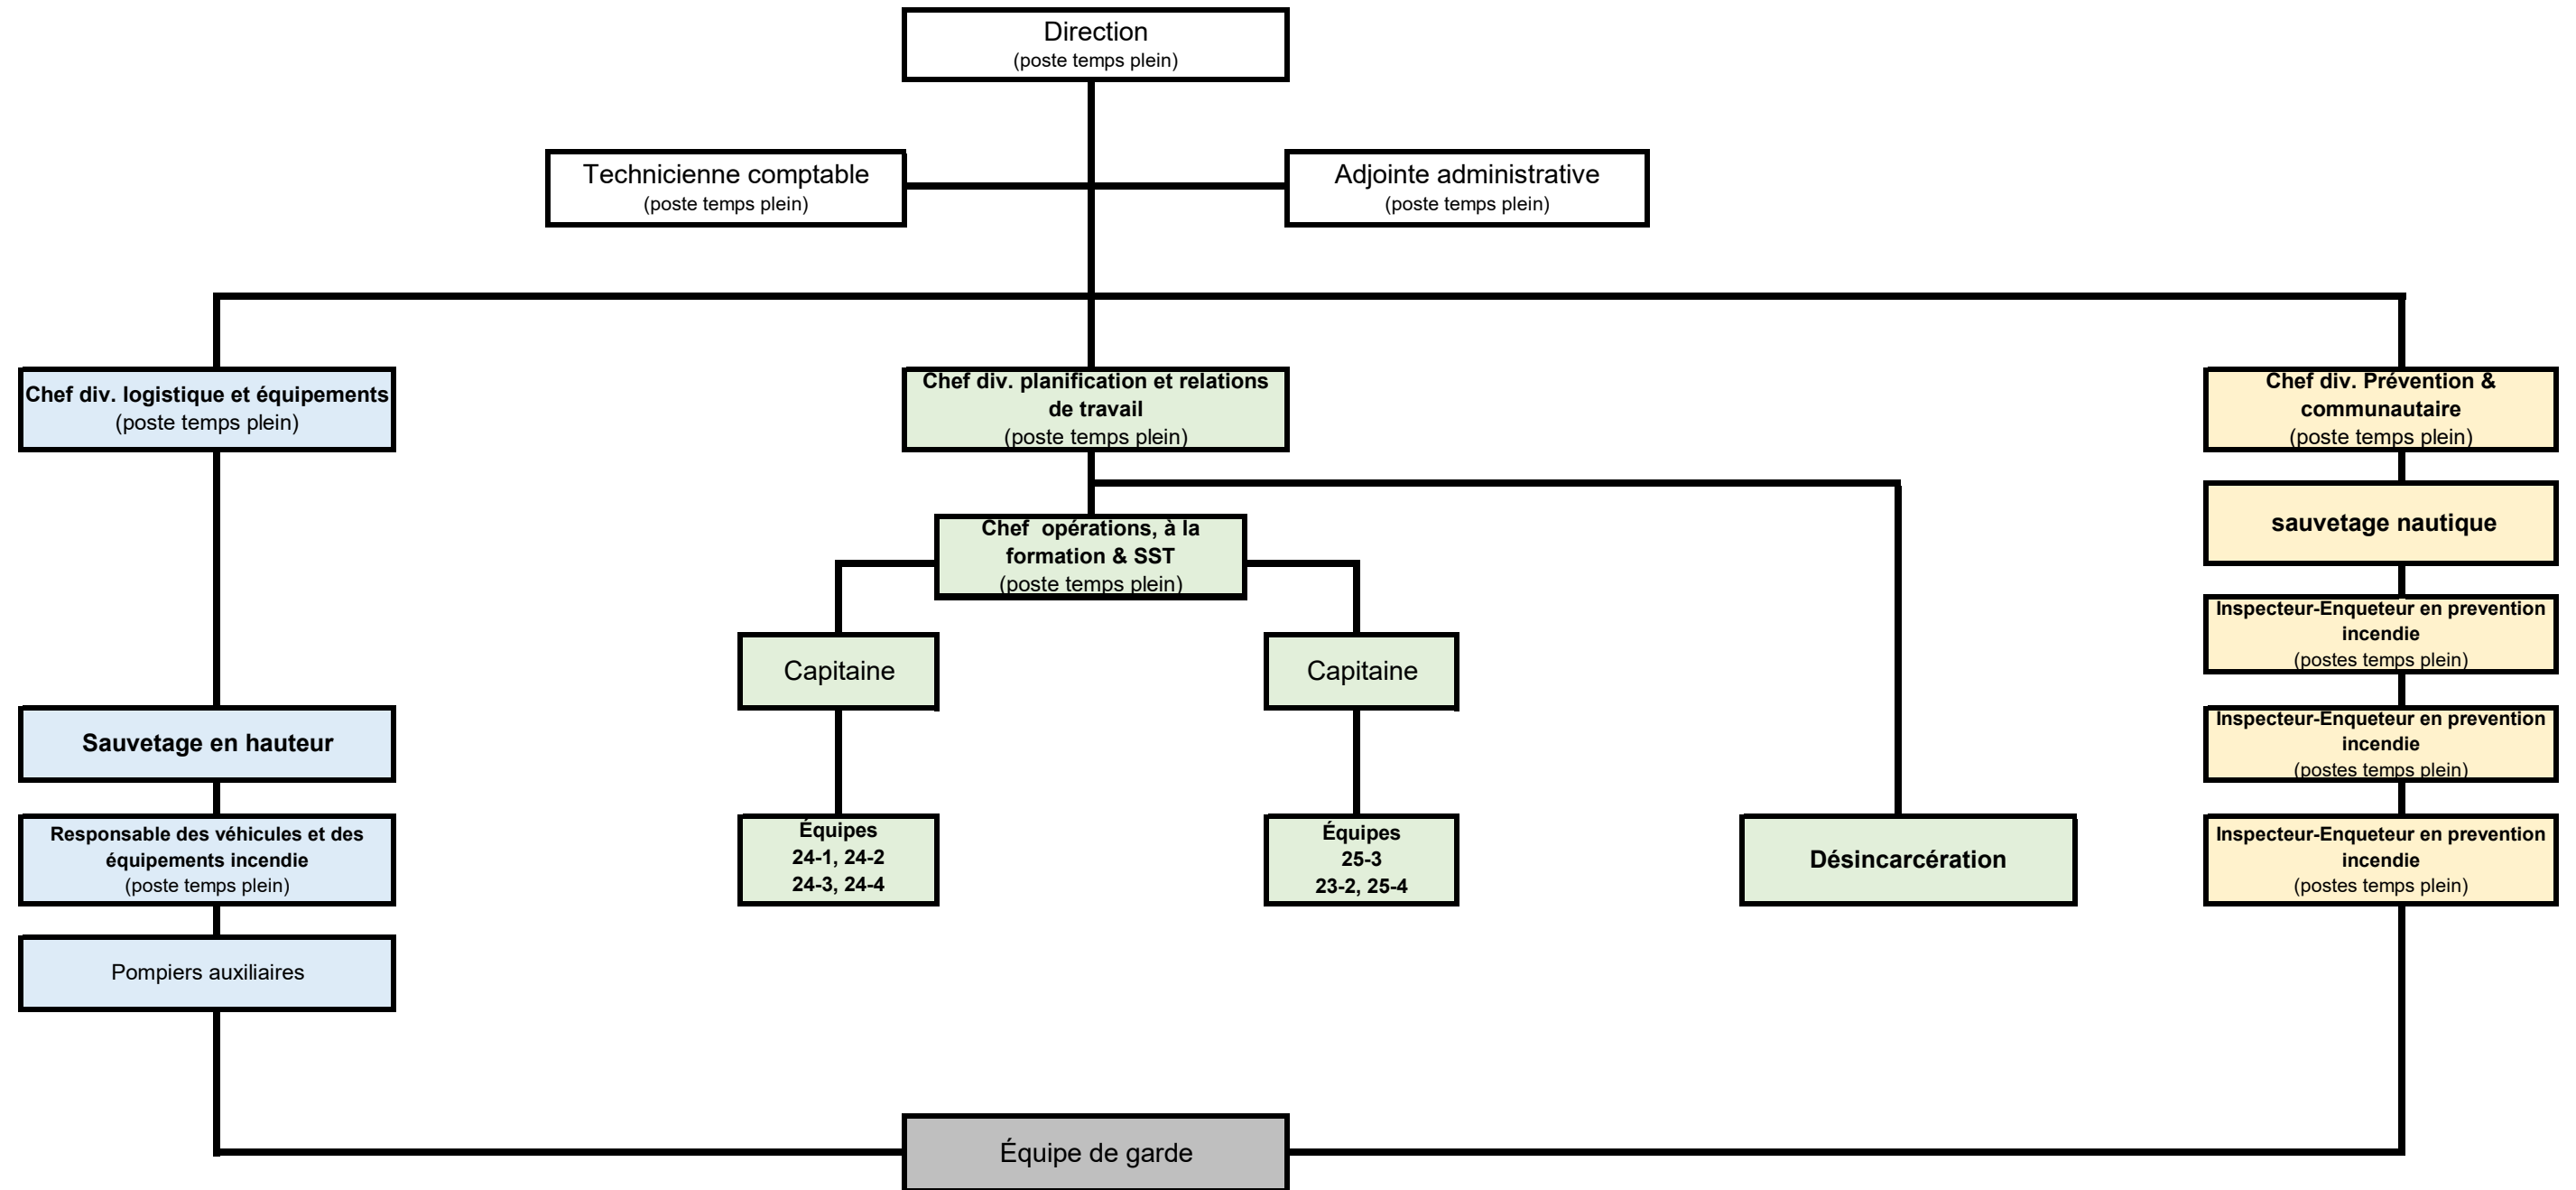 Direction
(poste temps plein)
Technicienne comptable
(poste temps plein)
Adjointe administrative
(poste temps plein)
Chef div. logistique et équipements
(poste temps plein)
Chef div. planification et relations
de travail
(poste temps plein)
Chef div. Prévention &
communautaire
(poste temps plein)
sauvetage nautique
Chef  opérations, à la
formation & SST
(poste temps plein)
Inspecteur-Enqueteur en prevention
incendie
(postes temps plein)
Capitaine
Capitaine
Sauvetage en hauteur
Inspecteur-Enqueteur en prevention
incendie
(postes temps plein)
Responsable des véhicules et des
équipements incendie
(poste temps plein)
Équipes
24-1, 24-2
24-3, 24-4
Équipes
25-3
23-2, 25-4
Désincarcération
Inspecteur-Enqueteur en prevention
incendie
(postes temps plein)
Pompiers auxiliaires
Équipe de garde